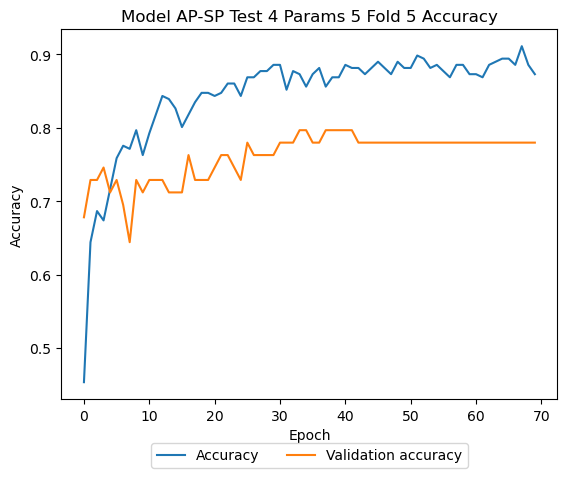 Model AP-SP Test 4 Params 5 Fold 5 Accuracy
Accuracy
0.9
0.8
0.7
0.6
0.5
0 10 20 30 40 50 60 70
Epoch
Accuracy Validation accuracy